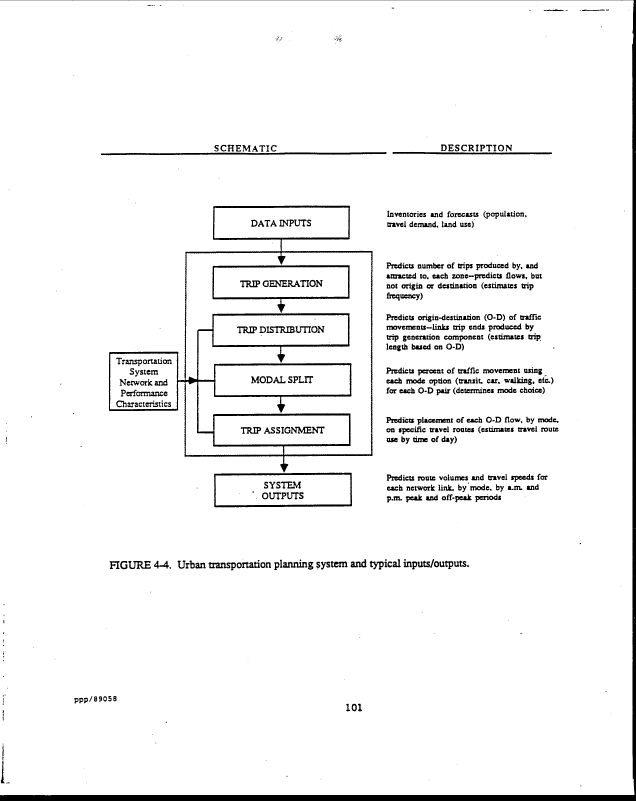 SCHEMATIC
DESCRIPTION
DATA INPUTS
Inventories and forecasts (population,
travel demand, land use)
TRIP GENERATION
Predicts number of trips produced by, and
attracted to, each zone--predicts flows, but
not origin or destination (estimates trip
frequency)
TRIP DISTRIBUTION
Predicts origin-destination (O-D) of traffic
movements--links trip ends produced by
trip generation component (estimates trip
length based on O-D)
Transportation
System
Network and
Performance
Characteristics
MODAL SPLIT
Predicts percent of traffic movement using
each mode option (transit, car, walking, etc.)
for each O-D pair (determines mode choice)
TRIP ASSIGNMENT
Predicts placement of each O-D flow, by mode,
on specific travel routes (estimates travel route
use by time of day)
SYSTEM
OUTPUTS
Predicts route volumes and travel speeds for
each network link, by mode, by a.m. and
p.m. peak and off-peak periods
FIGURE 4-4. Urban transportation planning system and typical inputs/outputs.
ppp/89058
101